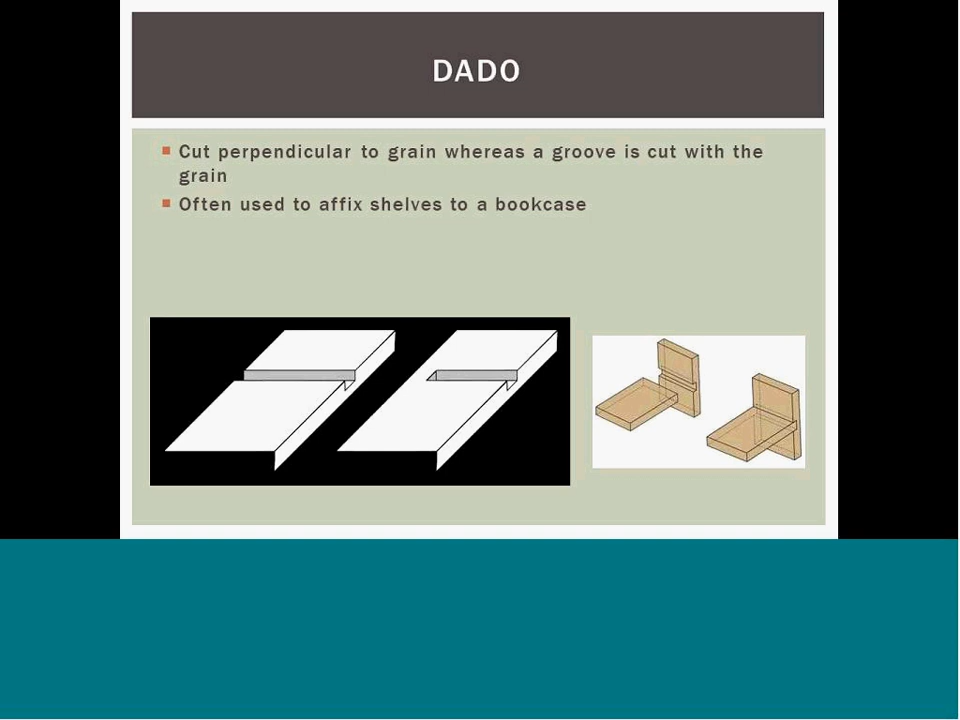 DADO
Cut perpendicular to grain whereas a groove is cut with the
grain
Often used to affix shelves to a bookcase